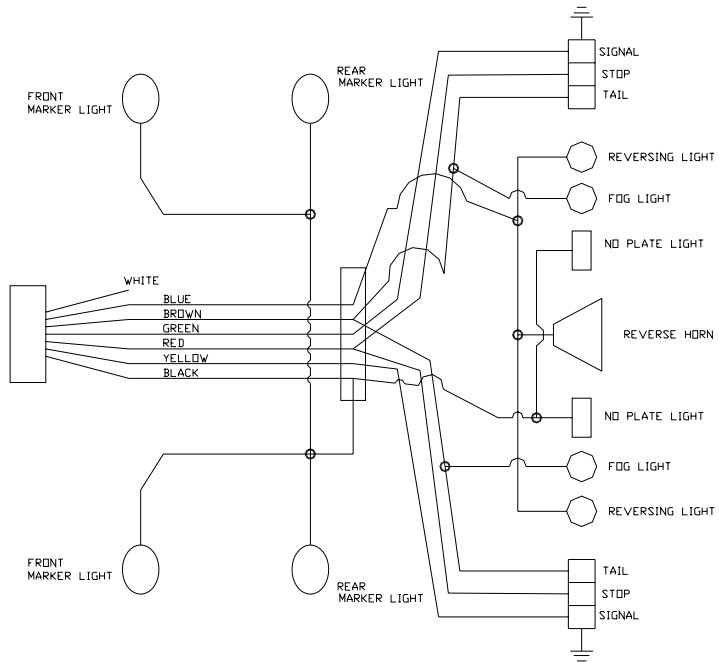 SIGNAL
STOP
TAIL
REAR
MARKER LIGHT
FRONT
MARKER LIGHT
REVERSING LIGHT
FOG LIGHT
NO PLATE LIGHT
WHITE
BLUE
BROWN
GREEN
RED
YELLOW
BLACK
REVERSE HORN
NO PLATE LIGHT
FOG LIGHT
REVERSING LIGHT
FRONT
MARKER LIGHT
REAR
MARKER LIGHT
TAIL
STOP
SIGNAL